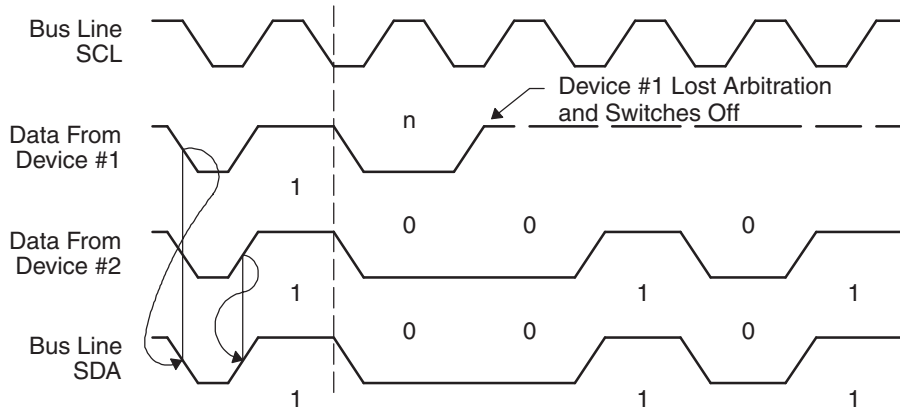 Bus Line
SCL
Device #1 Lost Arbitration
and Switches Off
n
Data From
Device #1
1
0 0 0
Data From
Device #2
1 1 1
0 0 0
Bus Line
SDA
1 1 1